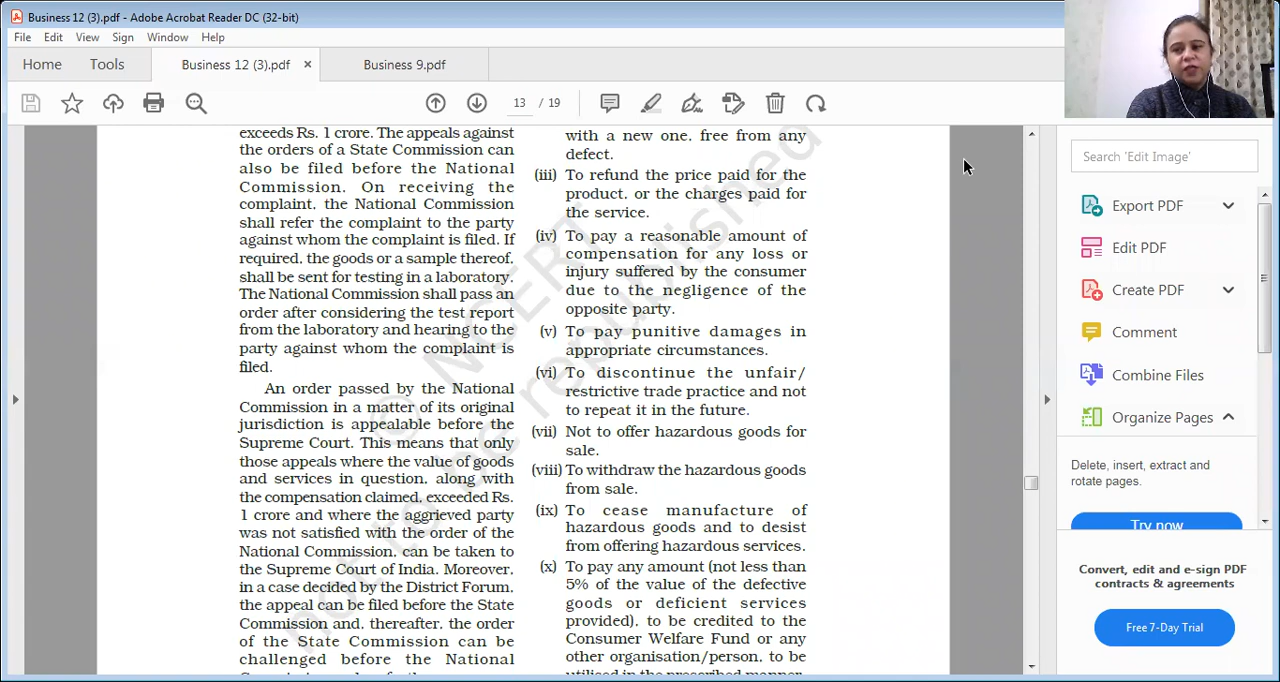 Business 12 (3).pdf - Adobe Acrobat Reader DC (32-bit)
File Edit View Sign Window Help
Home Tools Business 12 (3).pdf × Business 9.pdf
13 / 19
exceeds Rs. 1 crore. The appeals against
the orders of a State Commission can
also be filed before the National
Commission. On receiving the
complaint, the National Commission
shall refer the complaint to the party
against whom the complaint is filed. If
required, the goods or a sample thereof,
shall be sent for testing in a laboratory.
The National Commission shall pass an
order after considering the test report
from the laboratory and hearing to the
party against whom the complaint is
filed.
An order passed by the National
Commission in a matter of its original
jurisdiction is appealable before the
Supreme Court. This means that only
those appeals where the value of goods
and services in question, along with
the compensation claimed, exceeded Rs.
1 crore and where the aggrieved party
was not satisfied with the order of the
National Commission, can be taken to
the Supreme Court of India. Moreover,
in a case decided by the District Forum,
the appeal can be filed before the State
Commission and, thereafter, the order
of the State Commission can be
challenged before the National
with a new one, free from any
defect.
(iii) To refund the price paid for the
product, or the charges paid for
the service.
(iv) To pay a reasonable amount of
compensation for any loss or
injury suffered by the consumer
due to the negligence of the
opposite party.
(v) To pay punitive damages in
appropriate circumstances.
(vi) To discontinue the unfair/
restrictive trade practice and not
to repeat it in the future.
(vii) Not to offer hazardous goods for
sale.
(viii) To withdraw the hazardous goods
from sale.
(ix) To cease manufacture of
hazardous goods and to desist
from offering hazardous services.
(x) To pay any amount (not less than
5% of the value of the defective
goods or deficient services
provided), to be credited to the
Consumer Welfare Fund or any
other organisation/person, to be
utilised in the prescribed manner.
© NCERT
not to be republished
Search 'Edit Image'
Export PDF
Edit PDF
Create PDF
Comment
Combine Files
Organize Pages
Delete, insert, extract and
rotate pages.
Try now
Convert, edit and e-sign PDF
contracts & agreements
Free 7-Day Trial